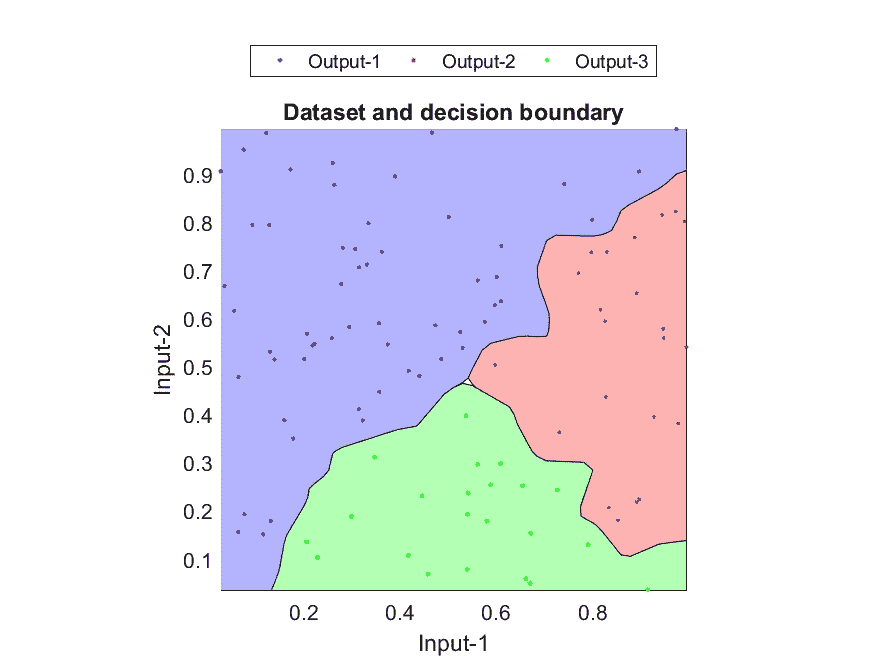 Output-1 Output-2 Output-3
Dataset and decision boundary
0.9
0.8
0.7
0.6
0.5
0.4
0.3
0.2
0.1
Input-2
0.2 0.4 0.6 0.8
Input-1